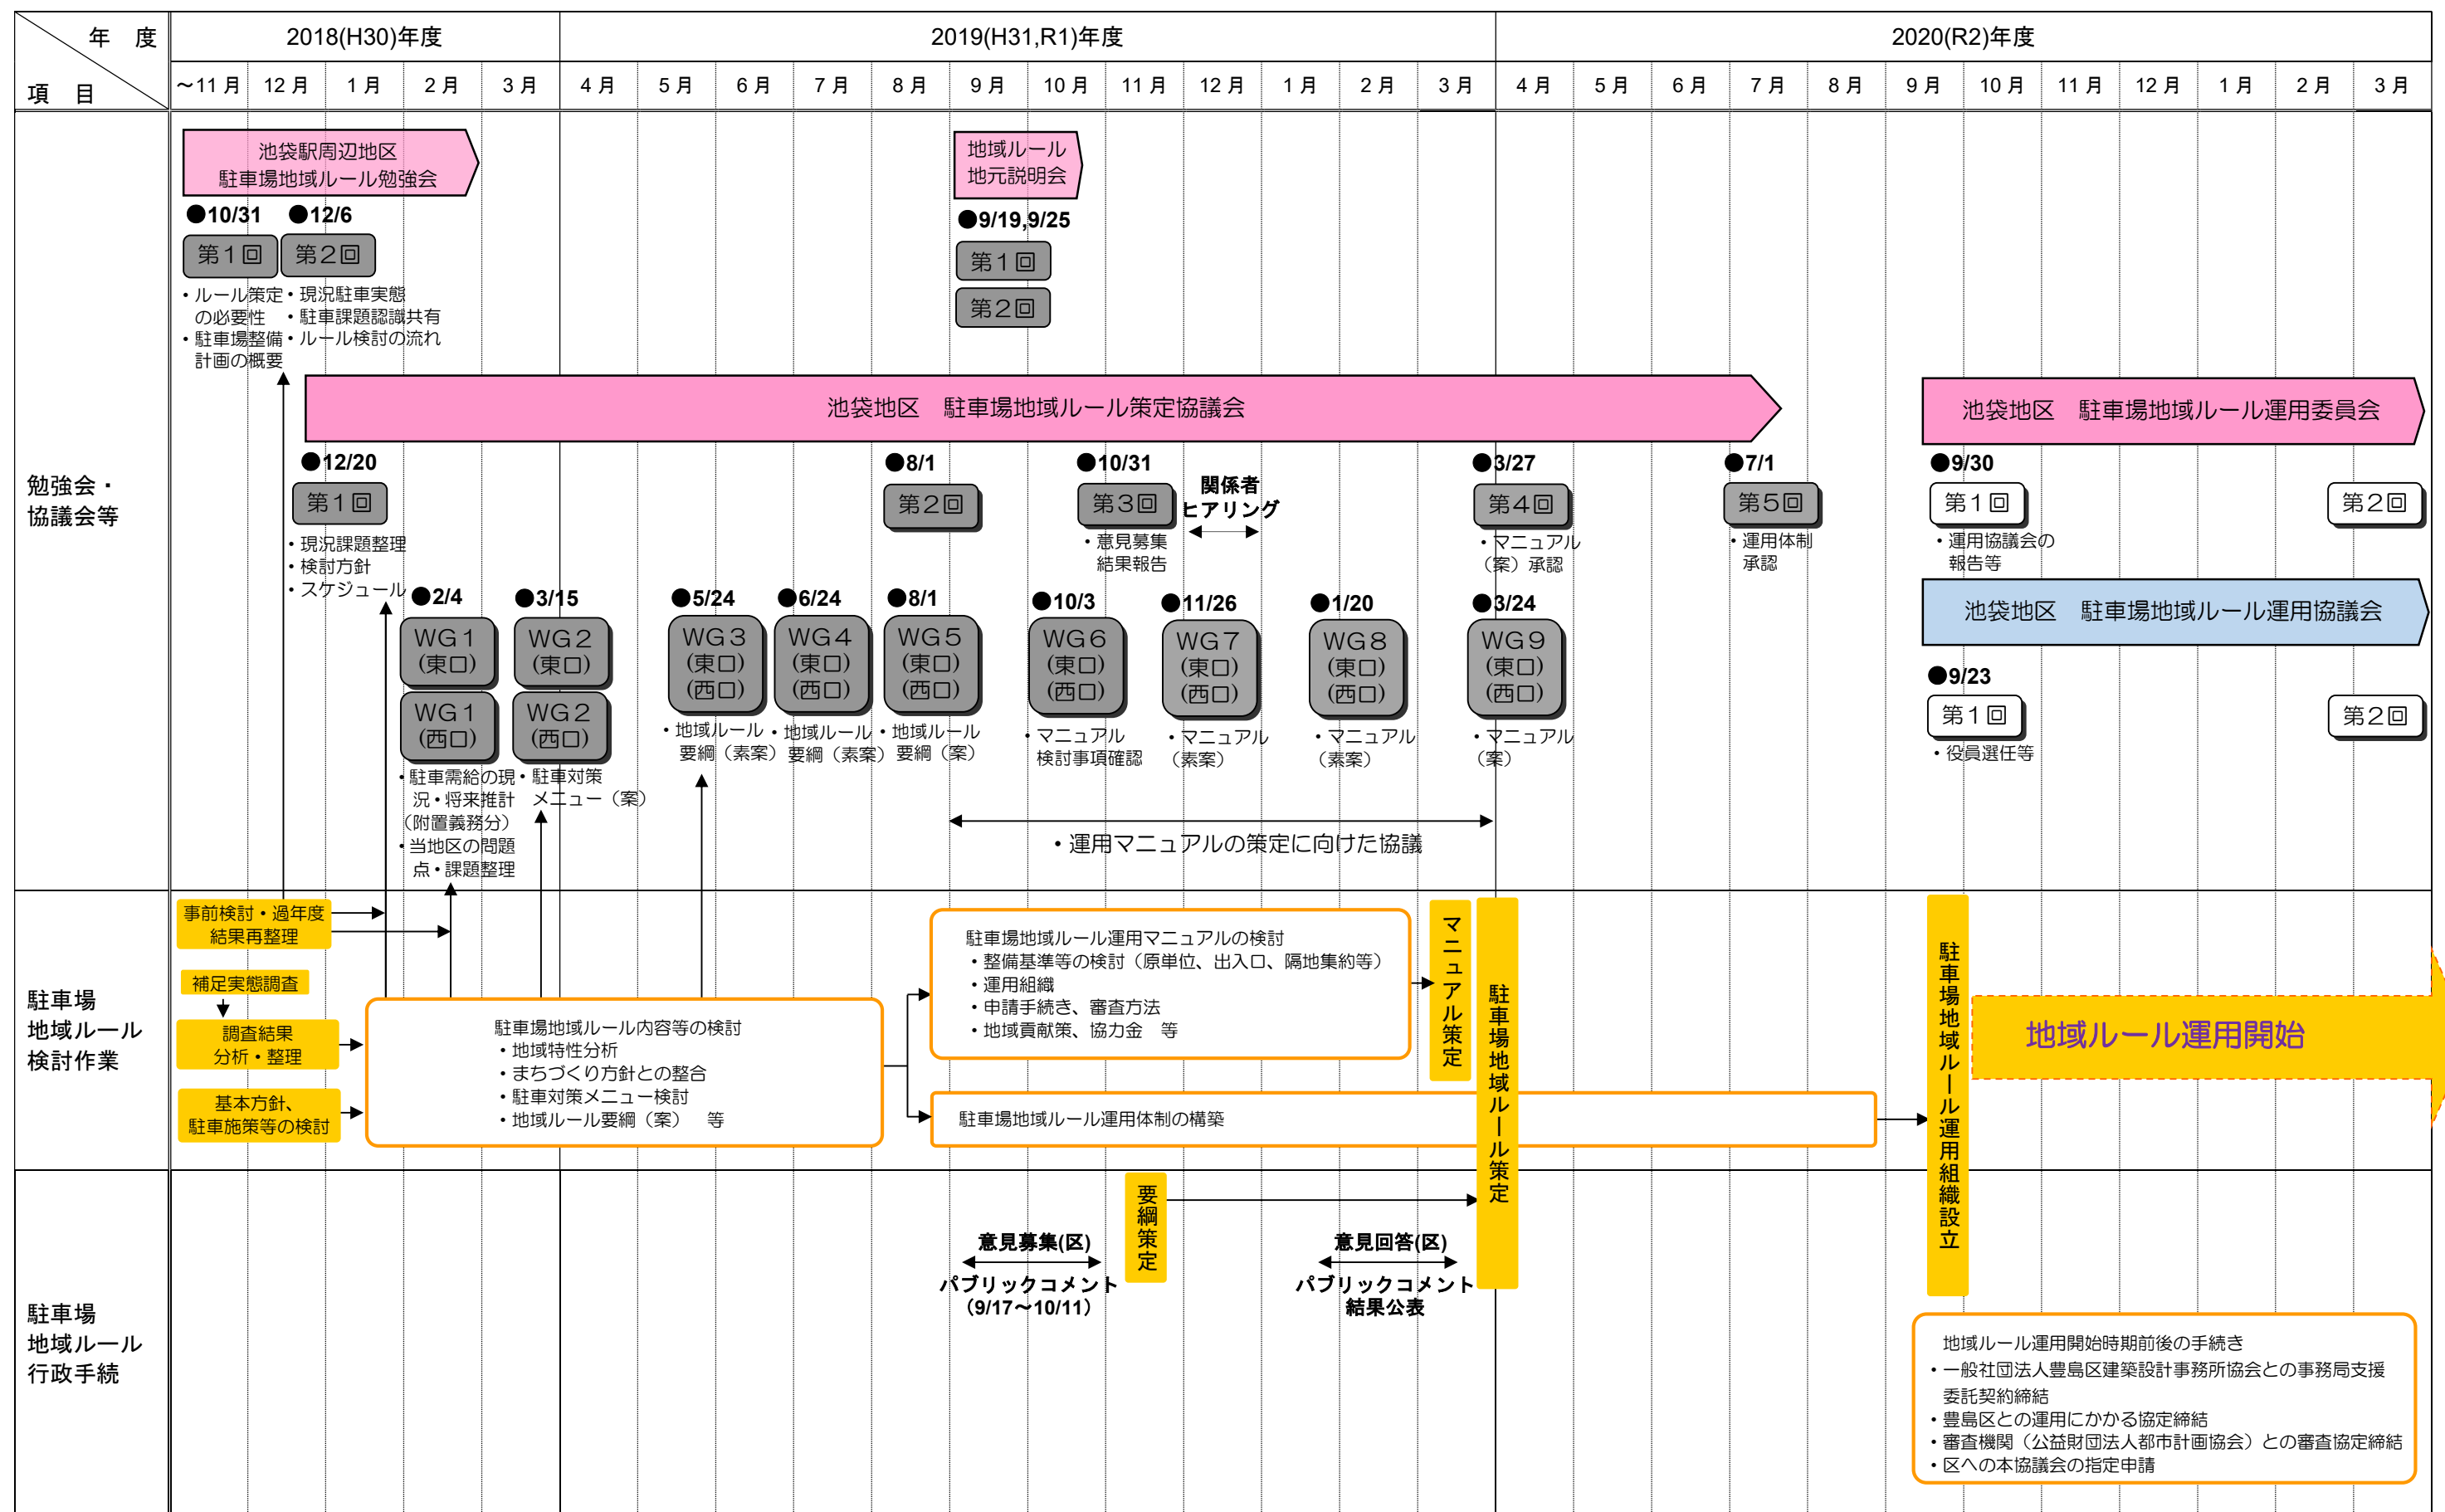 年　度
項　目
2018(H30)年度
2019(H31,R1)年度
2020(R2)年度
～11月
12月
1月
2月
3月
4月
5月
6月
7月
8月
9月
10月
11月
12月
1月
2月
3月
4月
5月
6月
7月
8月
9月
10月
11月
12月
1月
2月
3月
勉強会・
協議会等
池袋駅周辺地区
駐車場地域ルール勉強会
●10/31
第１回
・ルール策定
の必要性
・駐車場整備
計画の概要
●12/6
第２回
・現況駐車実態
・駐車課題認識共有
・ルール検討の流れ
地域ルール
地元説明会
●9/19,9/25
第１回
第２回
池袋地区　駐車場地域ルール策定協議会
●12/20
第１回
・現況課題整理
・検討方針
・スケジュール
●8/1
第２回
●10/31
第３回
・意見募集
結果報告
関係者
ヒアリング
●3/27
第４回
・マニュアル
（案）承認
●7/1
第５回
・運用体制
承認
池袋地区　駐車場地域ルール運用委員会
●9/30
第１回
・運用協議会の
報告等
第２回
池袋地区　駐車場地域ルール運用協議会
●9/23
第１回
・役員選任等
第２回
●2/4
ＷＧ１
（東口）
ＷＧ１
（西口）
・駐車需給の現
況・将来推計
（附置義務分）
・当地区の問題
点・課題整理
●3/15
ＷＧ２
（東口）
ＷＧ２
（西口）
・駐車対策
メニュー（案）
●5/24
ＷＧ３
（東口）
（西口）
・地域ルール
要綱（素案）
●6/24
ＷＧ４
（東口）
（西口）
・地域ルール
要綱（素案）
●8/1
ＷＧ５
（東口）
（西口）
・地域ルール
要綱（案）
●10/3
ＷＧ６
（東口）
（西口）
・マニュアル
検討事項確認
●11/26
ＷＧ７
（東口）
（西口）
・マニュアル
（素案）
●1/20
ＷＧ８
（東口）
（西口）
・マニュアル
（素案）
●3/24
ＷＧ９
（東口）
（西口）
・マニュアル
（案）
・運用マニュアルの策定に向けた協議
駐車場
地域ルール
検討作業
事前検討・過年度
結果再整理
補足実態調査
調査結果
分析・整理
基本方針、
駐車施策等の検討
駐車場地域ルール内容等の検討
・地域特性分析
・まちづくり方針との整合
・駐車対策メニュー検討
・地域ルール要綱（案）　等
駐車場地域ルール運用マニュアルの検討
・整備基準等の検討（原単位、出入口、隔地集約等）
・運用組織
・申請手続き、審査方法
・地域貢献策、協力金　等
駐車場地域ルール運用体制の構築
マニュアル策定
駐車場地域ルール策定
駐車場地域ルール運用組織設立
地域ルール運用開始
駐車場
地域ルール
行政手続
要綱策定
意見募集(区)
パブリックコメント
（9/17～10/11）
意見回答(区)
パブリックコメント
結果公表
地域ルール運用開始時期前後の手続き
・一般社団法人豊島区建築設計事務所協会との事務局支援
委託契約締結
・豊島区との運用にかかる協定締結
・審査機関（公益財団法人都市計画協会）との審査協定締結
・区への本協議会の指定申請